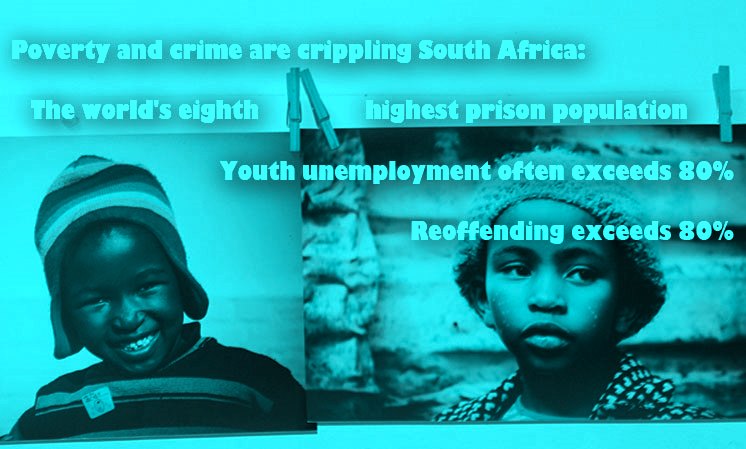 Poverty and crime are crippling South Africa:
The world's eighth highest prison population
Youth unemployment often exceeds 80%
Reoffending exceeds 80%